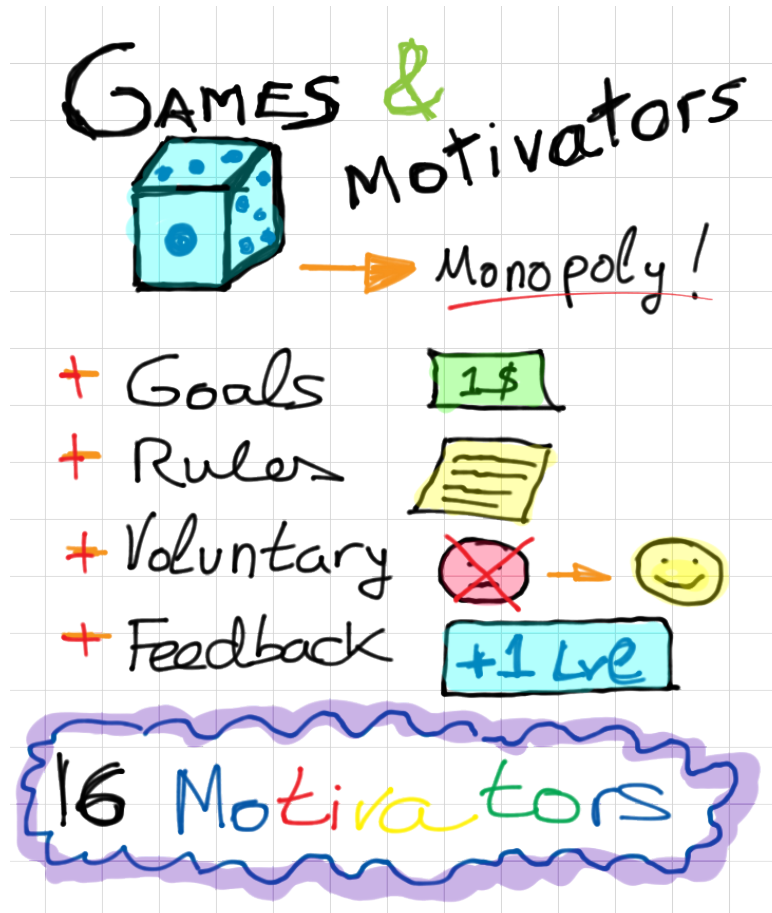 GAMES &
Motivators
Monopoly!
+ Goals
1$
+ Rules
+ Voluntary
+ Feedback
+1 Lvl
16 Motivators